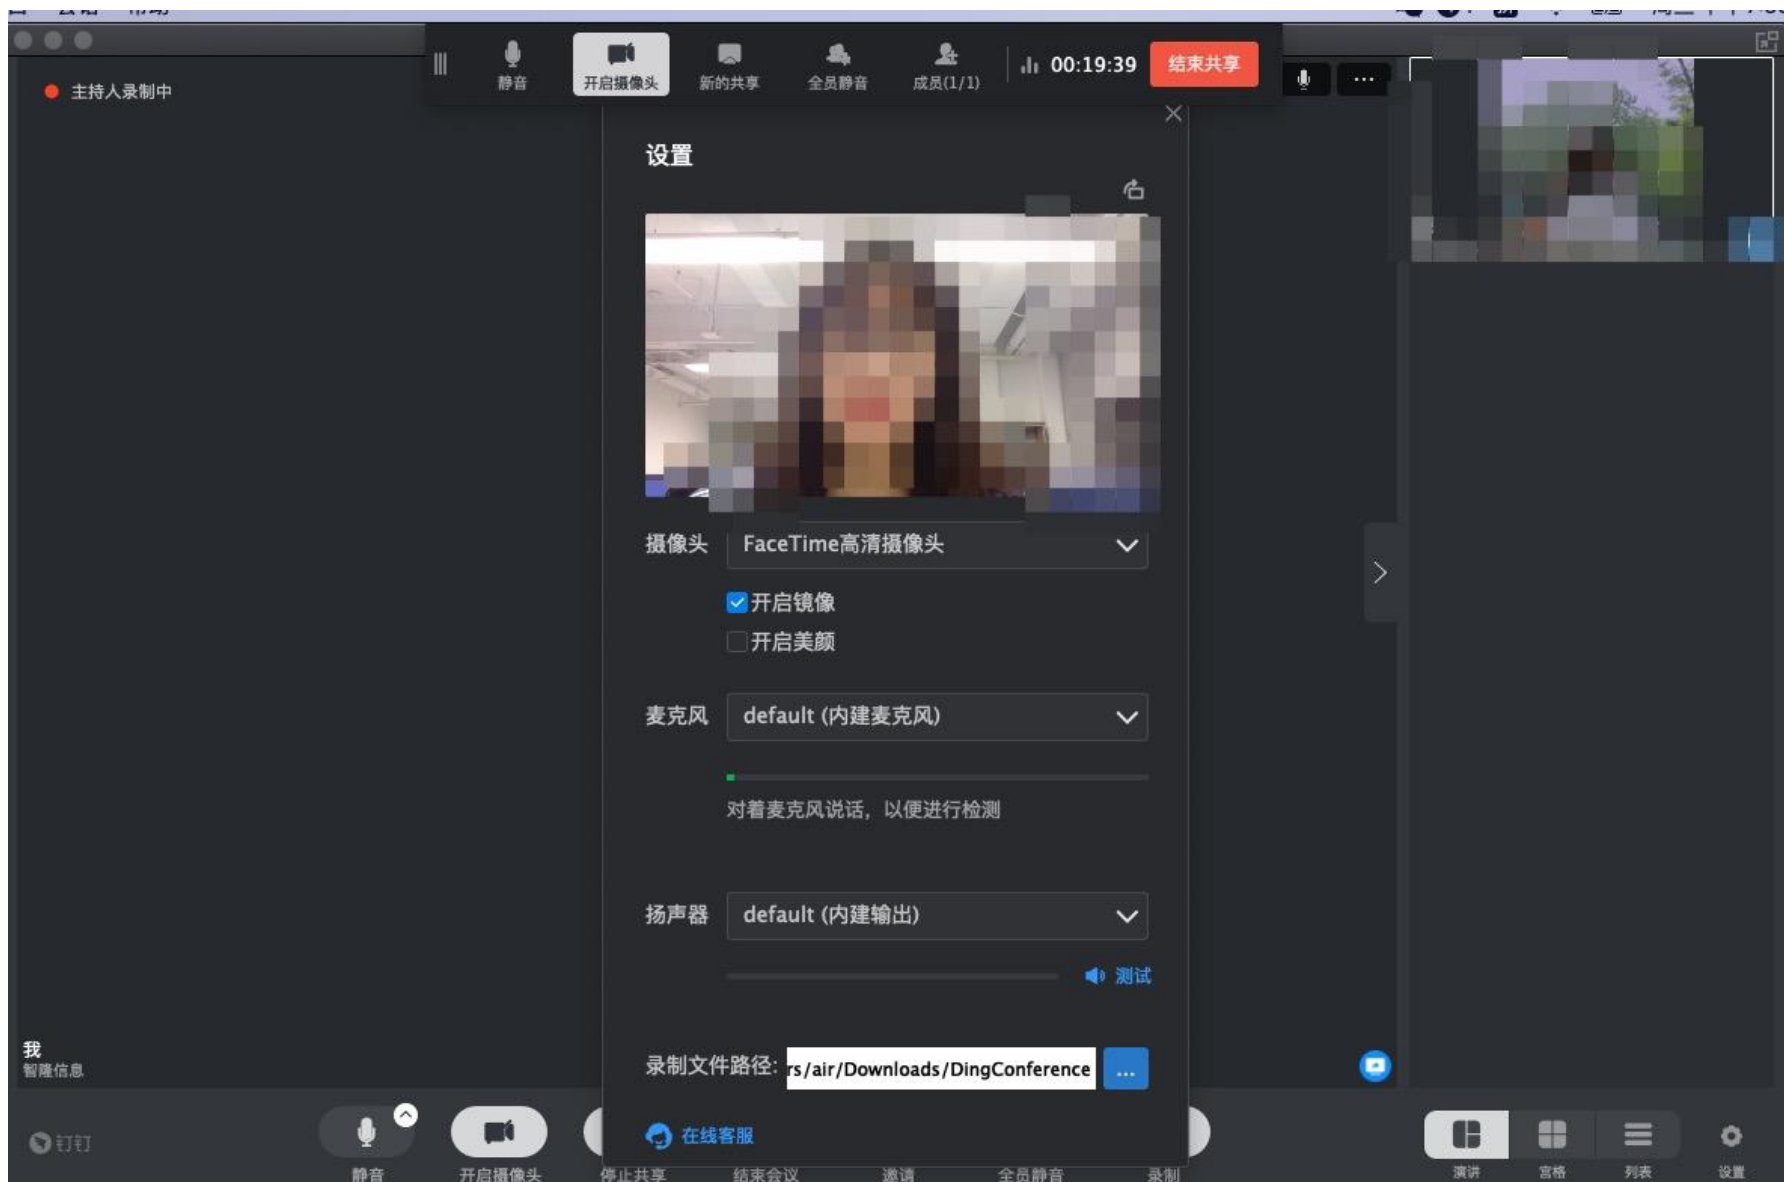 静音
开启摄像头
新的共享
全员静音
成员(1/1)
00:19:39
结束共享
主持人录制中
设置
摄像头
FaceTime高清摄像头
开启镜像
开启美颜
麦克风
default (内建麦克风)
对着麦克风说话，以便进行检测
扬声器
default (内建输出)
测试
录制文件路径:
rs/air/Downloads/DingConference
...
在线客服
我
智隆信息
钉钉
静音
开启摄像头
停止共享
结束会议
邀请
全员静音
录制
演讲
宫格
列表
设置